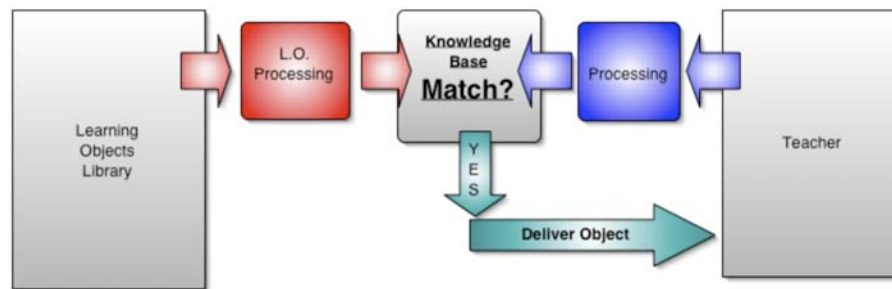 Learning
Objects
Library
L.O.
Processing
Knowledge
Base
Match?
Processing
Teacher
Y
E
S
Deliver Object